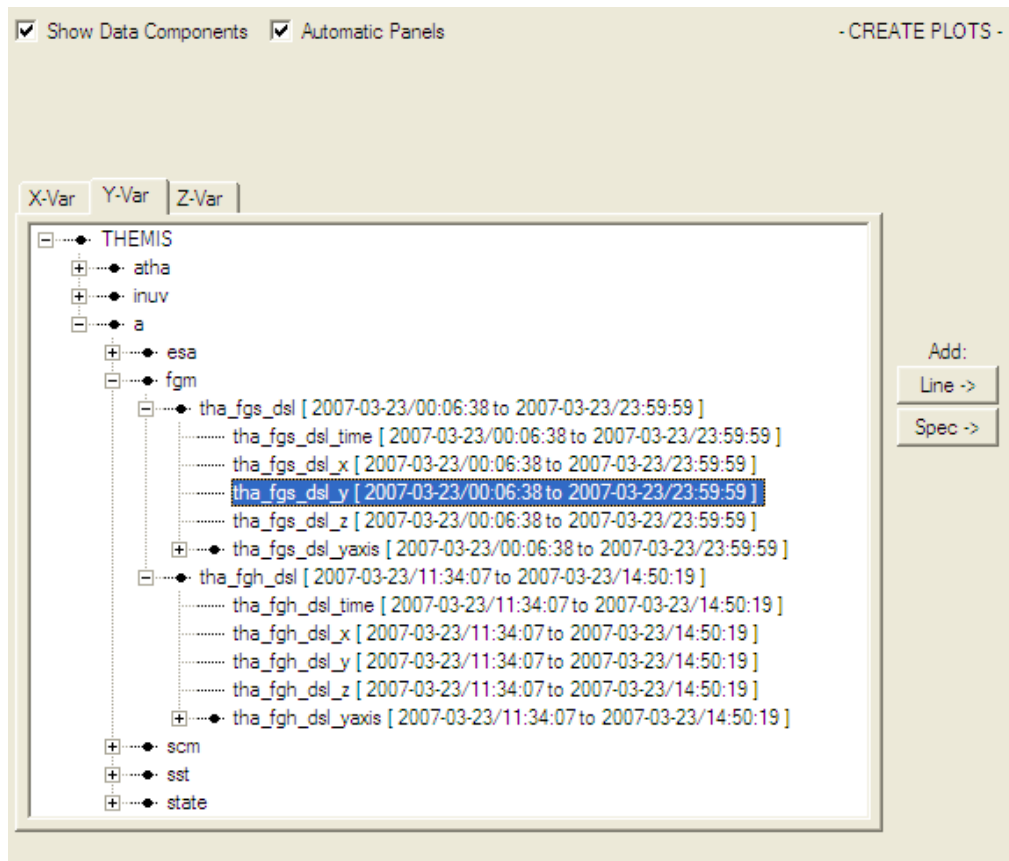 Show Data Components Automatic Panels - CREATE PLOTS -
X-Var Y-Var Z-Var
THEMIS
atha
inuv
a
esa
fgm
tha_fgs_dsl [ 2007-03-23/00:06:38 to 2007-03-23/23:59:59 ]
tha_fgs_dsl_time [ 2007-03-23/00:06:38 to 2007-03-23/23:59:59 ]
tha_fgs_dsl_x [ 2007-03-23/00:06:38 to 2007-03-23/23:59:59 ]
tha_fgs_dsl_y [ 2007-03-23/00:06:38 to 2007-03-23/23:59:59 ]
tha_fgs_dsl_z [ 2007-03-23/00:06:38 to 2007-03-23/23:59:59 ]
tha_fgs_dsl_yaxis [ 2007-03-23/00:06:38 to 2007-03-23/23:59:59 ]
tha_fgh_dsl [ 2007-03-23/11:34:07 to 2007-03-23/14:50:19 ]
tha_fgh_dsl_time [ 2007-03-23/11:34:07 to 2007-03-23/14:50:19 ]
tha_fgh_dsl_x [ 2007-03-23/11:34:07 to 2007-03-23/14:50:19 ]
tha_fgh_dsl_y [ 2007-03-23/11:34:07 to 2007-03-23/14:50:19 ]
tha_fgh_dsl_z [ 2007-03-23/11:34:07 to 2007-03-23/14:50:19 ]
tha_fgh_dsl_yaxis [ 2007-03-23/11:34:07 to 2007-03-23/14:50:19 ]
scm
sst
state
Add:
Line ->
Spec ->